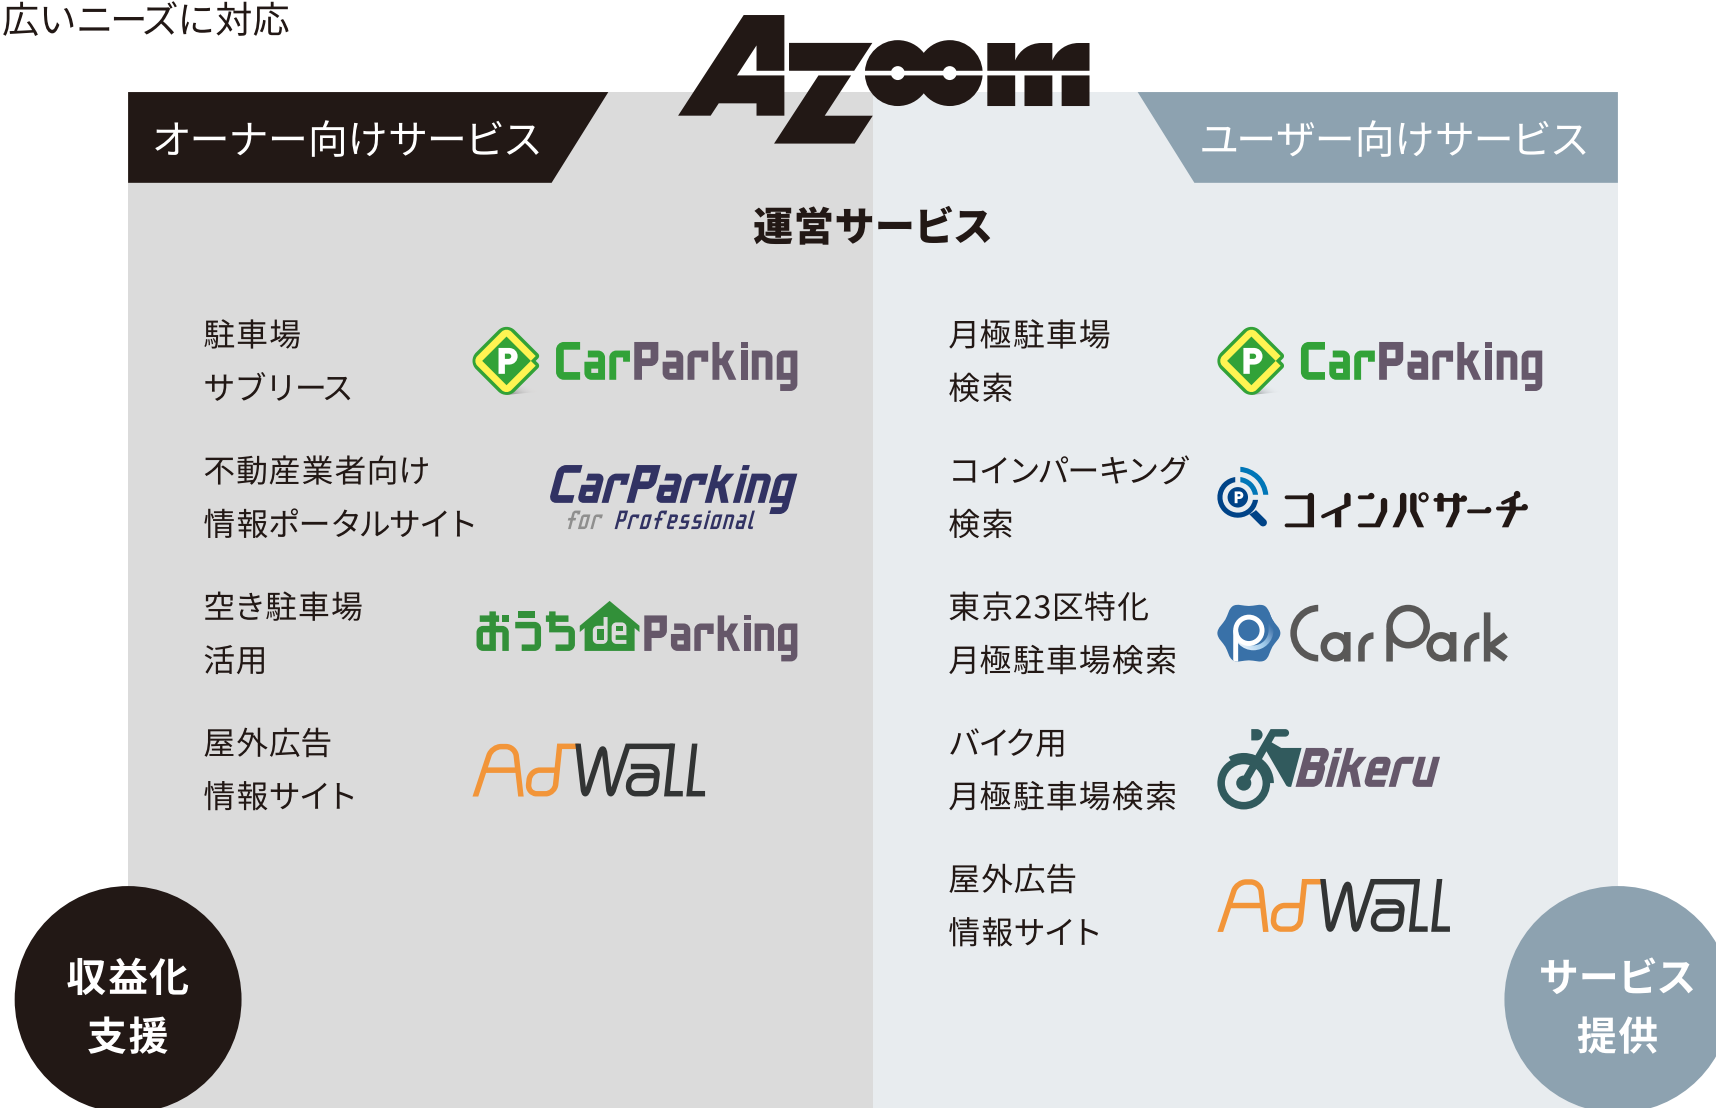 広いニーズに対応
Azoom
オーナー向けサービス
ユーザー向けサービス
運営サービス
駐車場
サブリース
P CarParking
不動産業者向け
情報ポータルサイト
CarParking
for Professional
空き駐車場
活用
おうちdeParking
屋外広告
情報サイト
AdWall
月極駐車場
検索
P CarParking
コインパーキング
検索
P コインパサーチ
東京23区特化
月極駐車場検索
P Car Park
バイク用
月極駐車場検索
Bikeru
屋外広告
情報サイト
AdWall
収益化
支援
サービス
提供